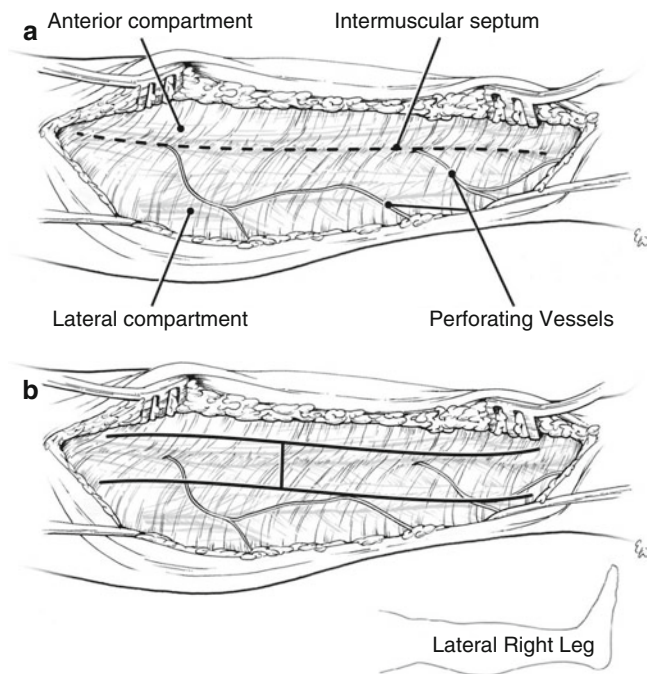 a
Anterior compartment
Intermuscular septum
Lateral compartment
Perforating Vessels
b
Lateral Right Leg